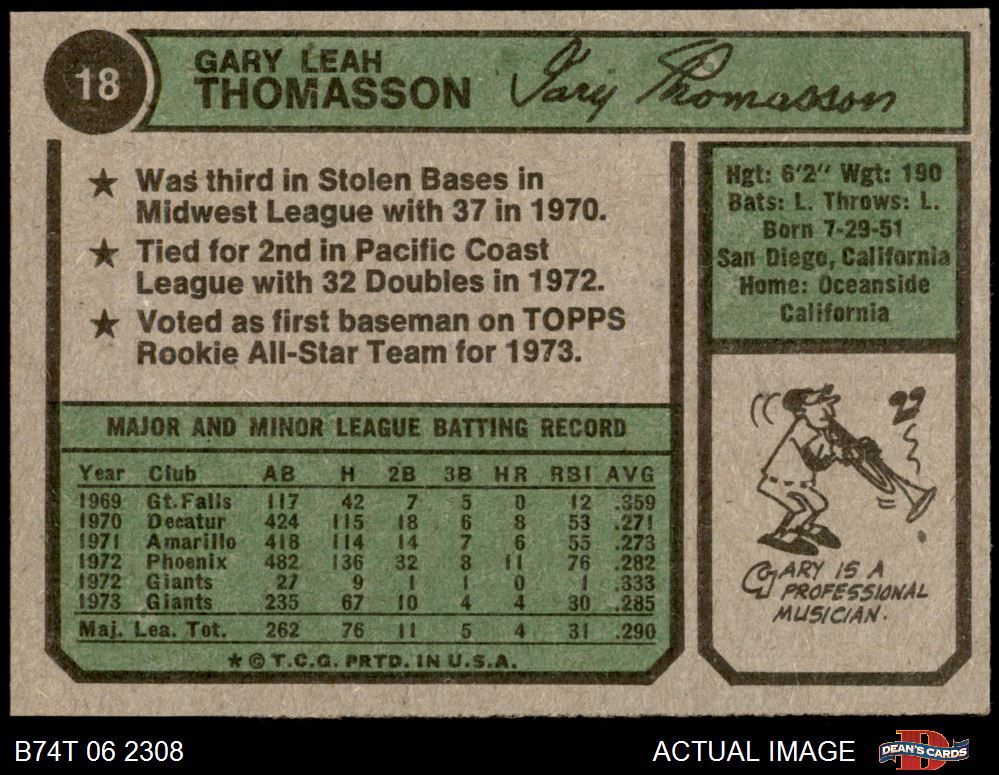 18
GARY LEAH
THOMASSON
Gary Thomasson
★ Was third in Stolen Bases in
Midwest League with 37 in 1970.
★ Tied for 2nd in Pacific Coast
League with 32 Doubles in 1972.
★ Voted as first baseman on TOPPS
Rookie All-Star Team for 1973.
Hgt: 6'2" Wgt: 190
Bats: L. Throws: L.
Born 7-29-51
San Diego, California
Home: Oceanside
California
MAJOR AND MINOR LEAGUE BATTING RECORD
Year Club AB H 2B 3B HR RBI AVG
1969 Gt. Falls 117 42 7 5 0 12 .359
1970 Decatur 424 115 18 6 8 53 .271
1971 Amarillo 418 114 14 7 6 55 .273
1972 Phoenix 482 136 32 8 11 76 .282
1972 Giants 27 9 1 1 0 1 .333
1973 Giants 235 67 10 4 4 30 .285
Maj. Lea. Tot. 262 76 11 5 4 31 .290
★ © T.C.G. PRTD. IN U.S.A.
GARY IS A
PROFESSIONAL
MUSICIAN.
B74T 06 2308
ACTUAL IMAGE
DEAN'S CARDS